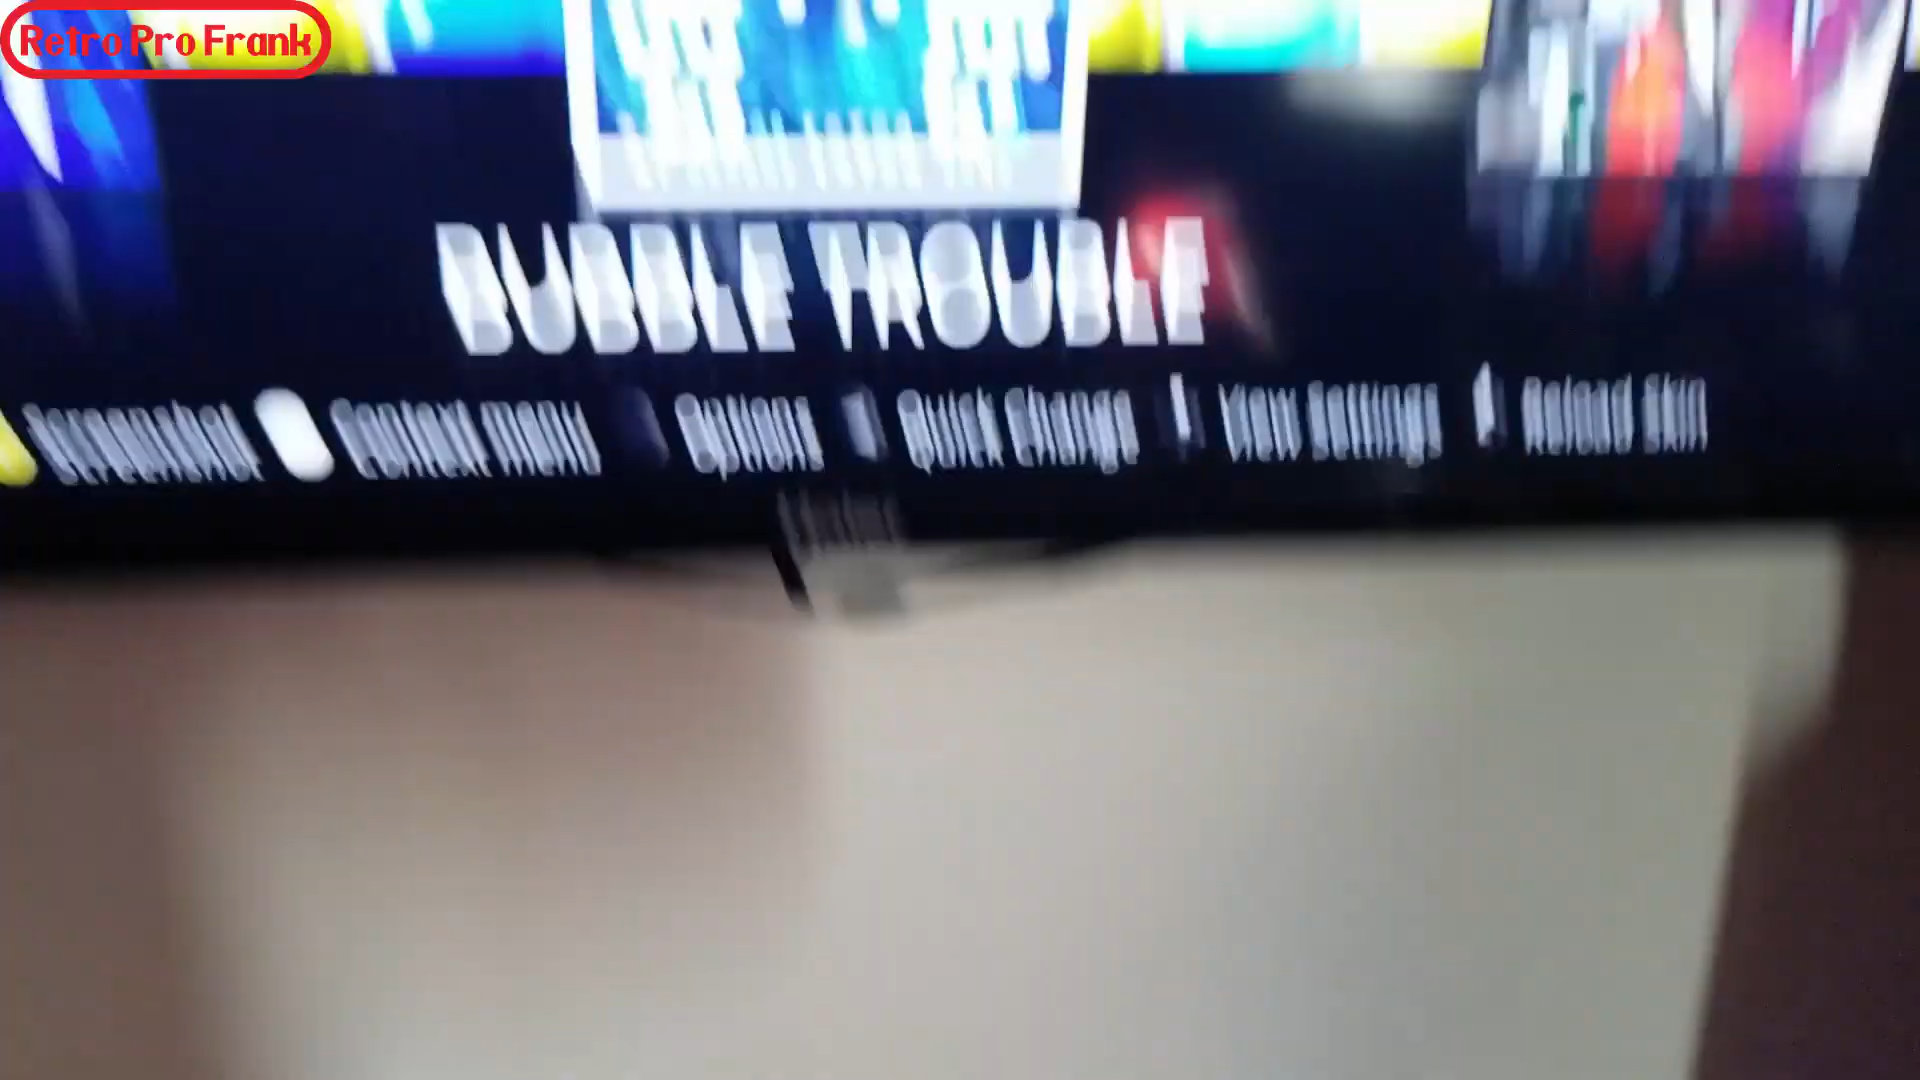 Retro Pro Frank
BUBBLE TROUBLE
Screenshot Context menu Options Quick Change View Settings Reload Skin